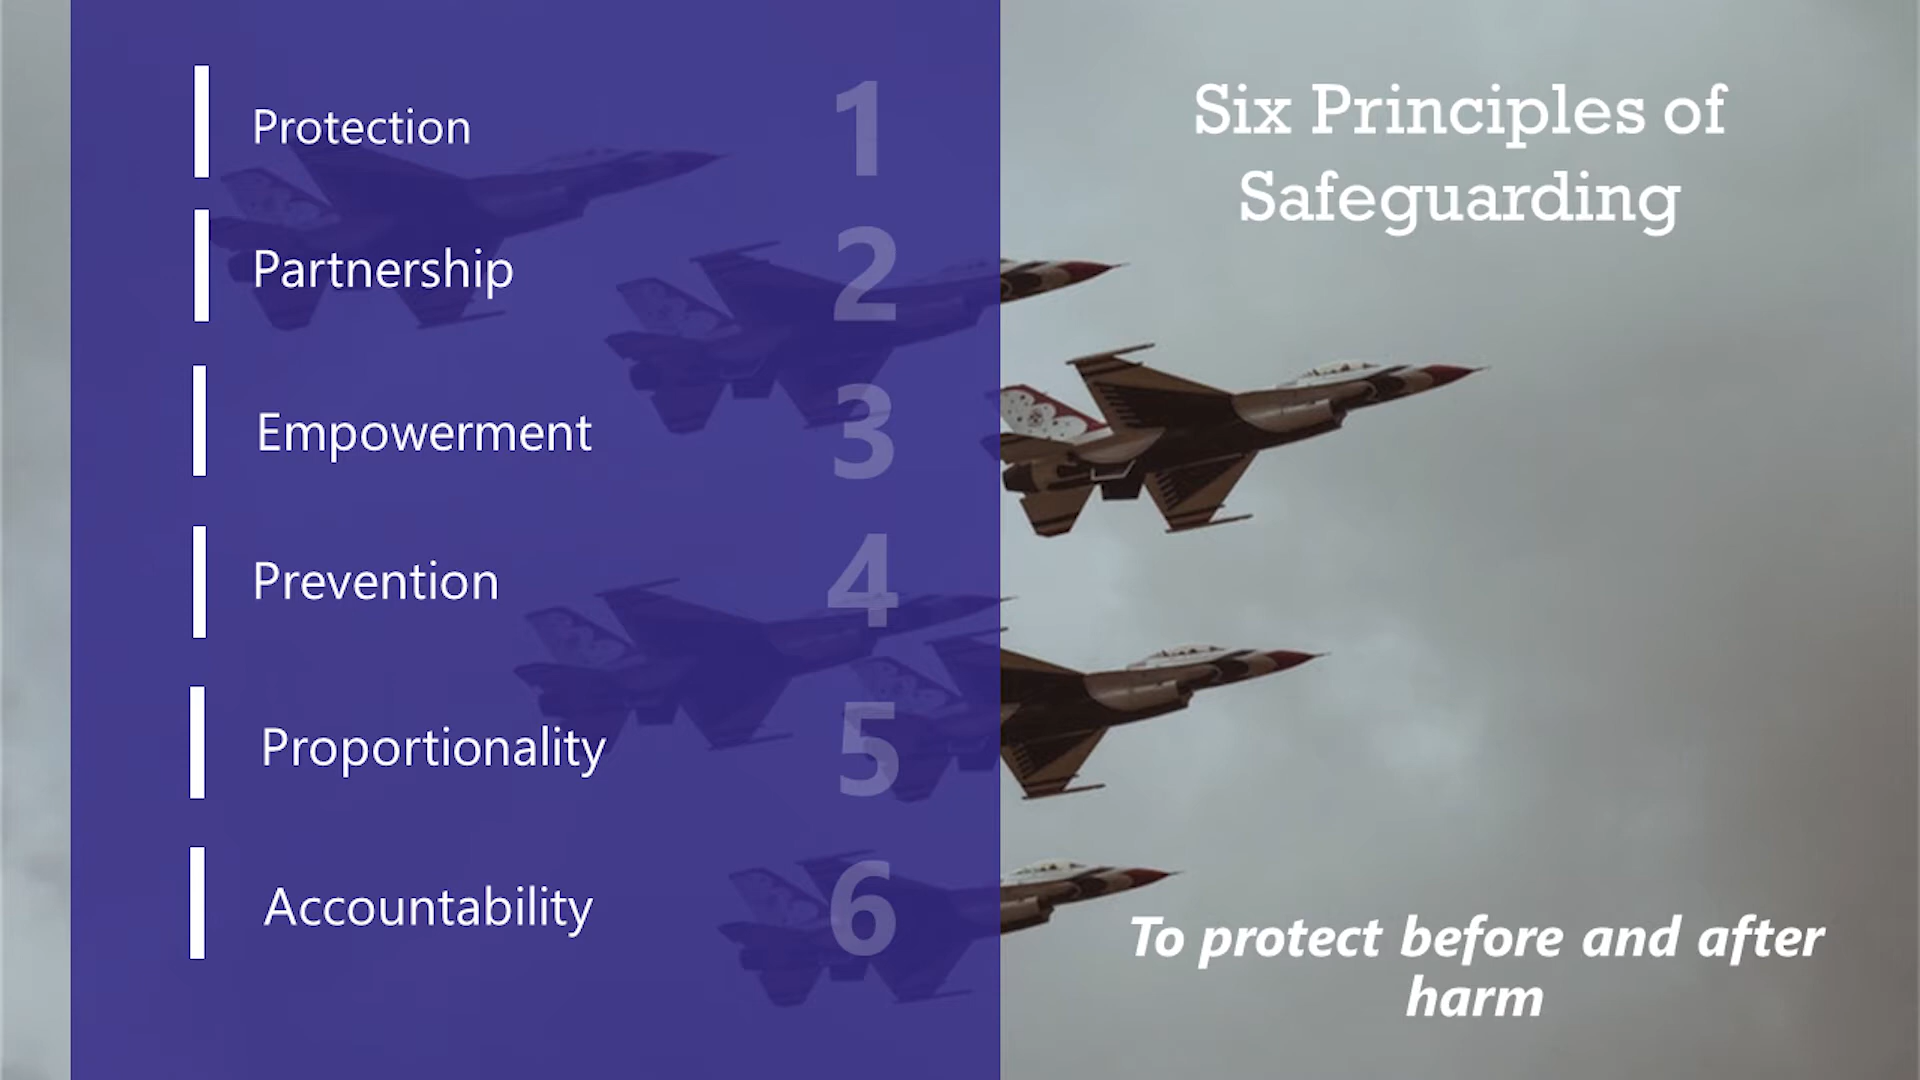 Six Principles of
Safeguarding
Protection 1
Partnership 2
Empowerment 3
Prevention 4
Proportionality 5
Accountability 6
To protect before and after
harm